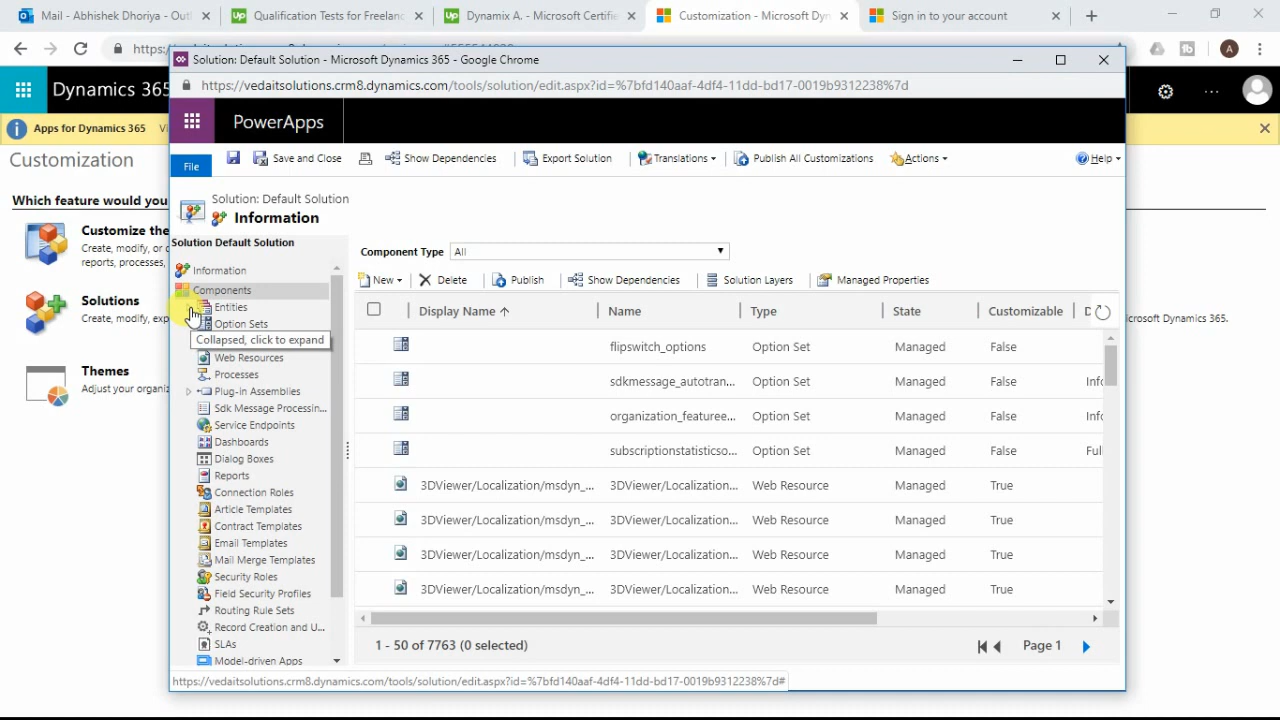 Mail - Abhishek Dhoriya - Out
Qualification Tests for Freelan
Dynamix A. - Microsoft Certifie
Customization - Microsoft Dyn
Sign in to your account
https:
Solution: Default Solution - Microsoft Dynamics 365 - Google Chrome
https://vedaitsolutions.crm8.dynamics.com/tools/solution/edit.aspx?id=%7bfd140aaf-4df4-11dd-bd17-0019b9312238%7d
Dynamics 365
PowerApps
Apps for Dynamics 365
Customization
File
Save and Close
Show Dependencies
Export Solution
Translations
Publish All Customizations
Actions
Help
Which feature would you
Solution: Default Solution
Information
Solution Default Solution
Customize the
Create, modify, or
reports, processes,
Solutions
Create, modify, exp
crosoft Dynamics 365.
Themes
Adjust your organiz
Information
Components
Entities
Option Sets
Collapsed, click to expand
Web Resources
Processes
Plug-in Assemblies
Sdk Message Processin...
Service Endpoints
Dashboards
Dialog Boxes
Reports
Connection Roles
Article Templates
Contract Templates
Email Templates
Mail Merge Templates
Security Roles
Field Security Profiles
Routing Rule Sets
Record Creation and U...
SLAs
Model-driven Apps
Component Type All
New Delete Publish Show Dependencies Solution Layers Managed Properties
Display Name Name Type State Customizable D
flipswitch_options Option Set Managed False
sdkmessage_autotran... Option Set Managed False Inf
organization_featuree... Option Set Managed False Inf
subscriptionstatisticso... Option Set Managed False Ful
3DViewer/Localization/msdyn_... 3DViewer/Localization... Web Resource Managed True
3DViewer/Localization/msdyn_... 3DViewer/Localization... Web Resource Managed True
3DViewer/Localization/msdyn_... 3DViewer/Localization... Web Resource Managed True
3DViewer/Localization/msdyn_... 3DViewer/Localization... Web Resource Managed True
1 - 50 of 7763 (0 selected)
Page 1
https://vedaitsolutions.crm8.dynamics.com/tools/solution/edit.aspx?id=%7bfd140aaf-4df4-11dd-bd17-0019b9312238%7d#